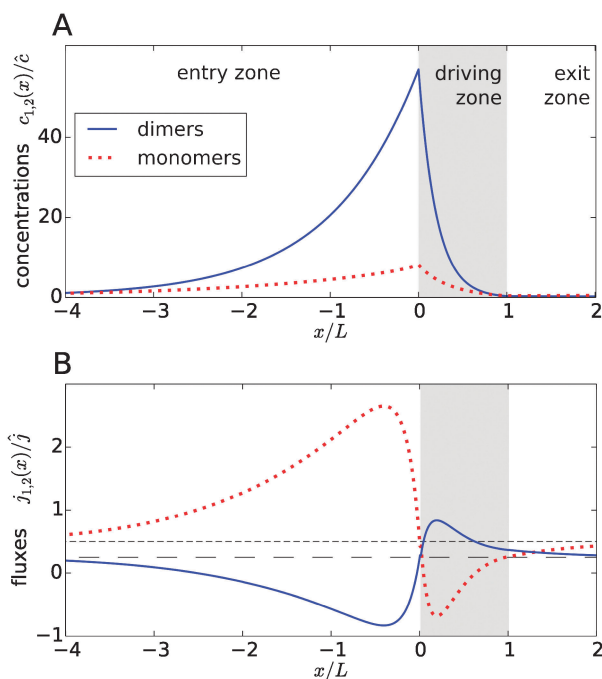 A
concentrations c₁,₂(x)/ĉ
40
20
0
entry zone
driving
zone
exit
zone
dimers
monomers
−4 −3 −2 −1 0 1 2
x/L
B
fluxes j₁,₂(x)/ĵ
2
1
0
−1
−4 −3 −2 −1 0 1 2
x/L